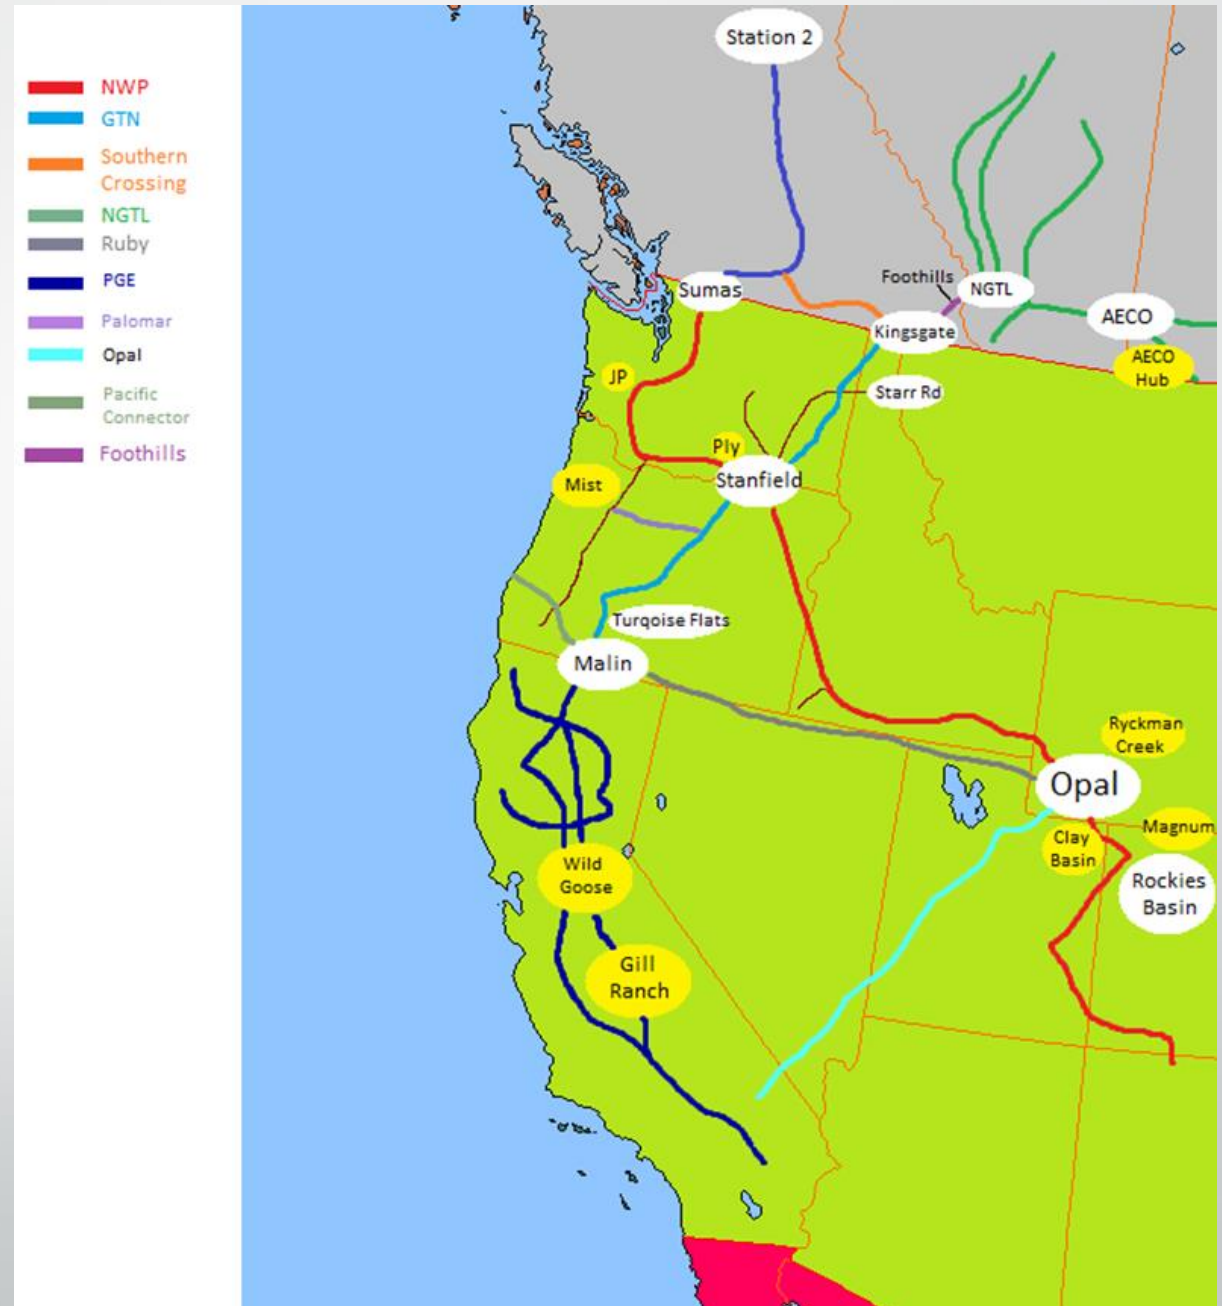 NWP
GTN
Southern
Crossing
NGTL
Ruby
PGE
Palomar
Opal
Pacific
Connector
Foothills
Station 2
Foothills
NGTL
Sumas
AECO
Kingsgate
AECO
Hub
JP
Starr Rd
Ply
Stanfield
Mist
Turqoise Flats
Malin
Ryckman
Creek
Opal
Magnum
Clay
Basin
Rockies
Basin
Wild
Goose
Gill
Ranch